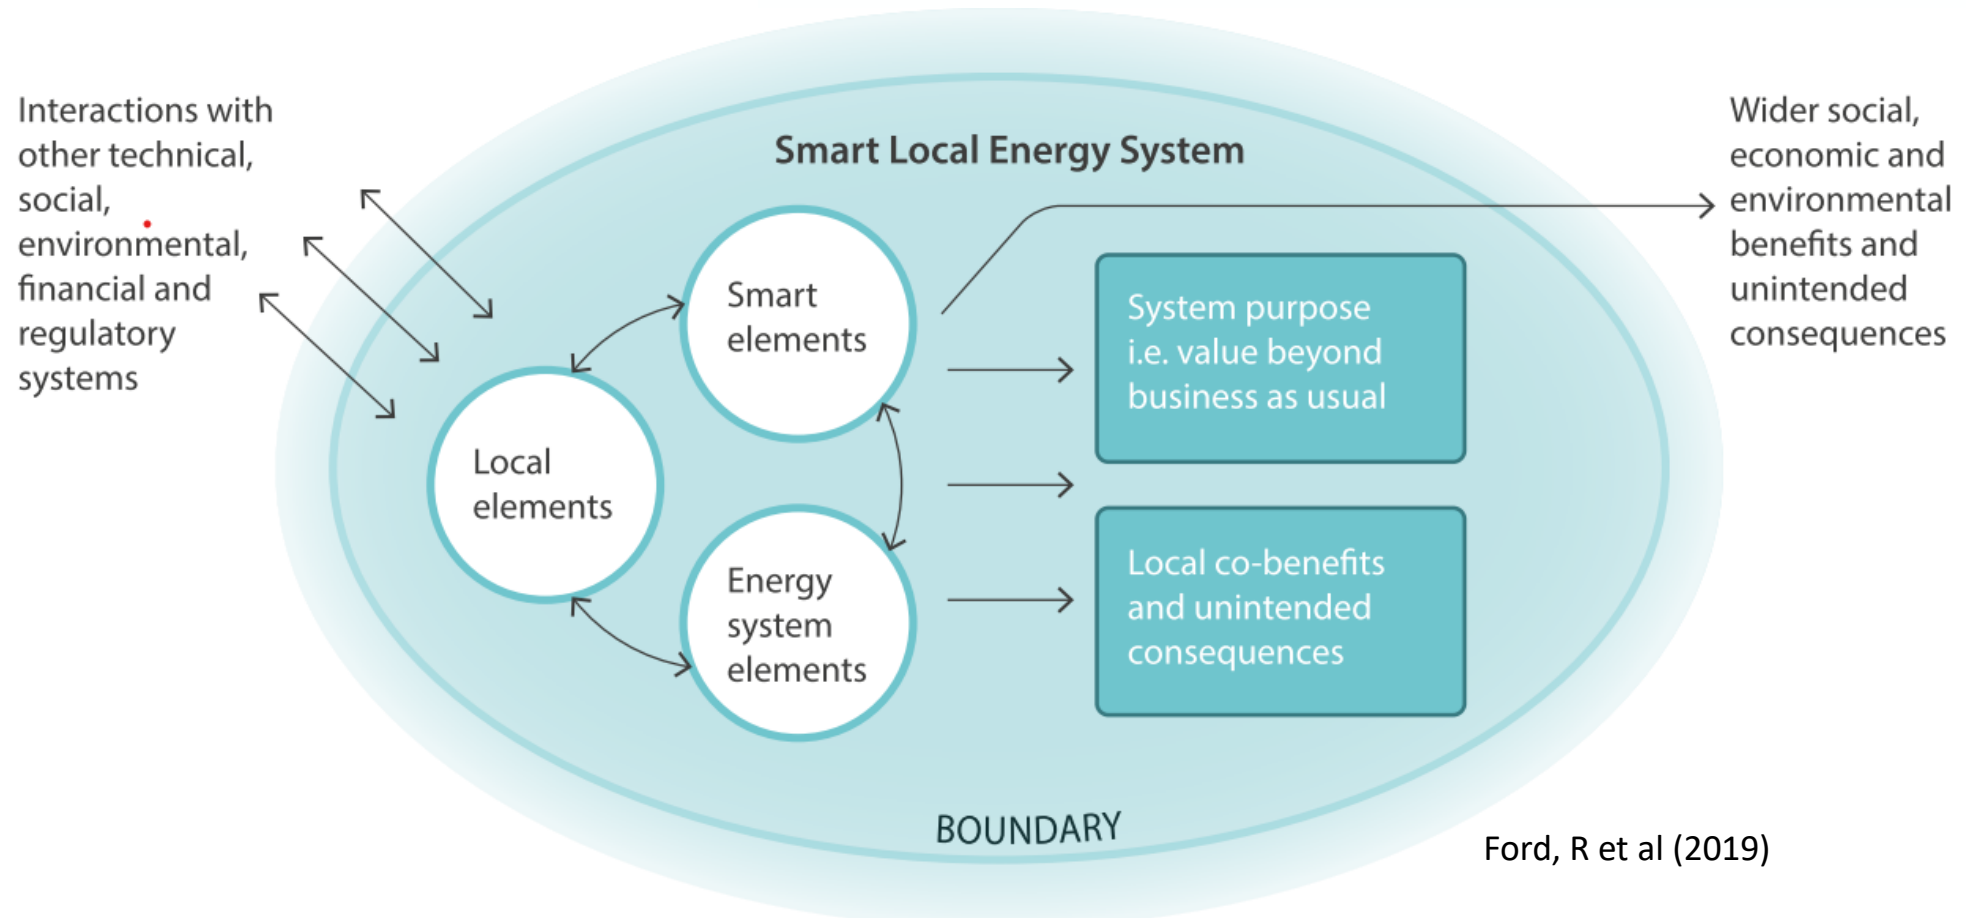 Interactions with
other technical,
social,
environmental,
financial and
regulatory
systems
Smart Local Energy System
Smart
elements
Local
elements
Energy
system
elements
System purpose
i.e. value beyond
business as usual
Local co-benefits
and unintended
consequences
Wider social,
economic and
environmental
benefits and
unintended
consequences
BOUNDARY
Ford, R et al (2019)